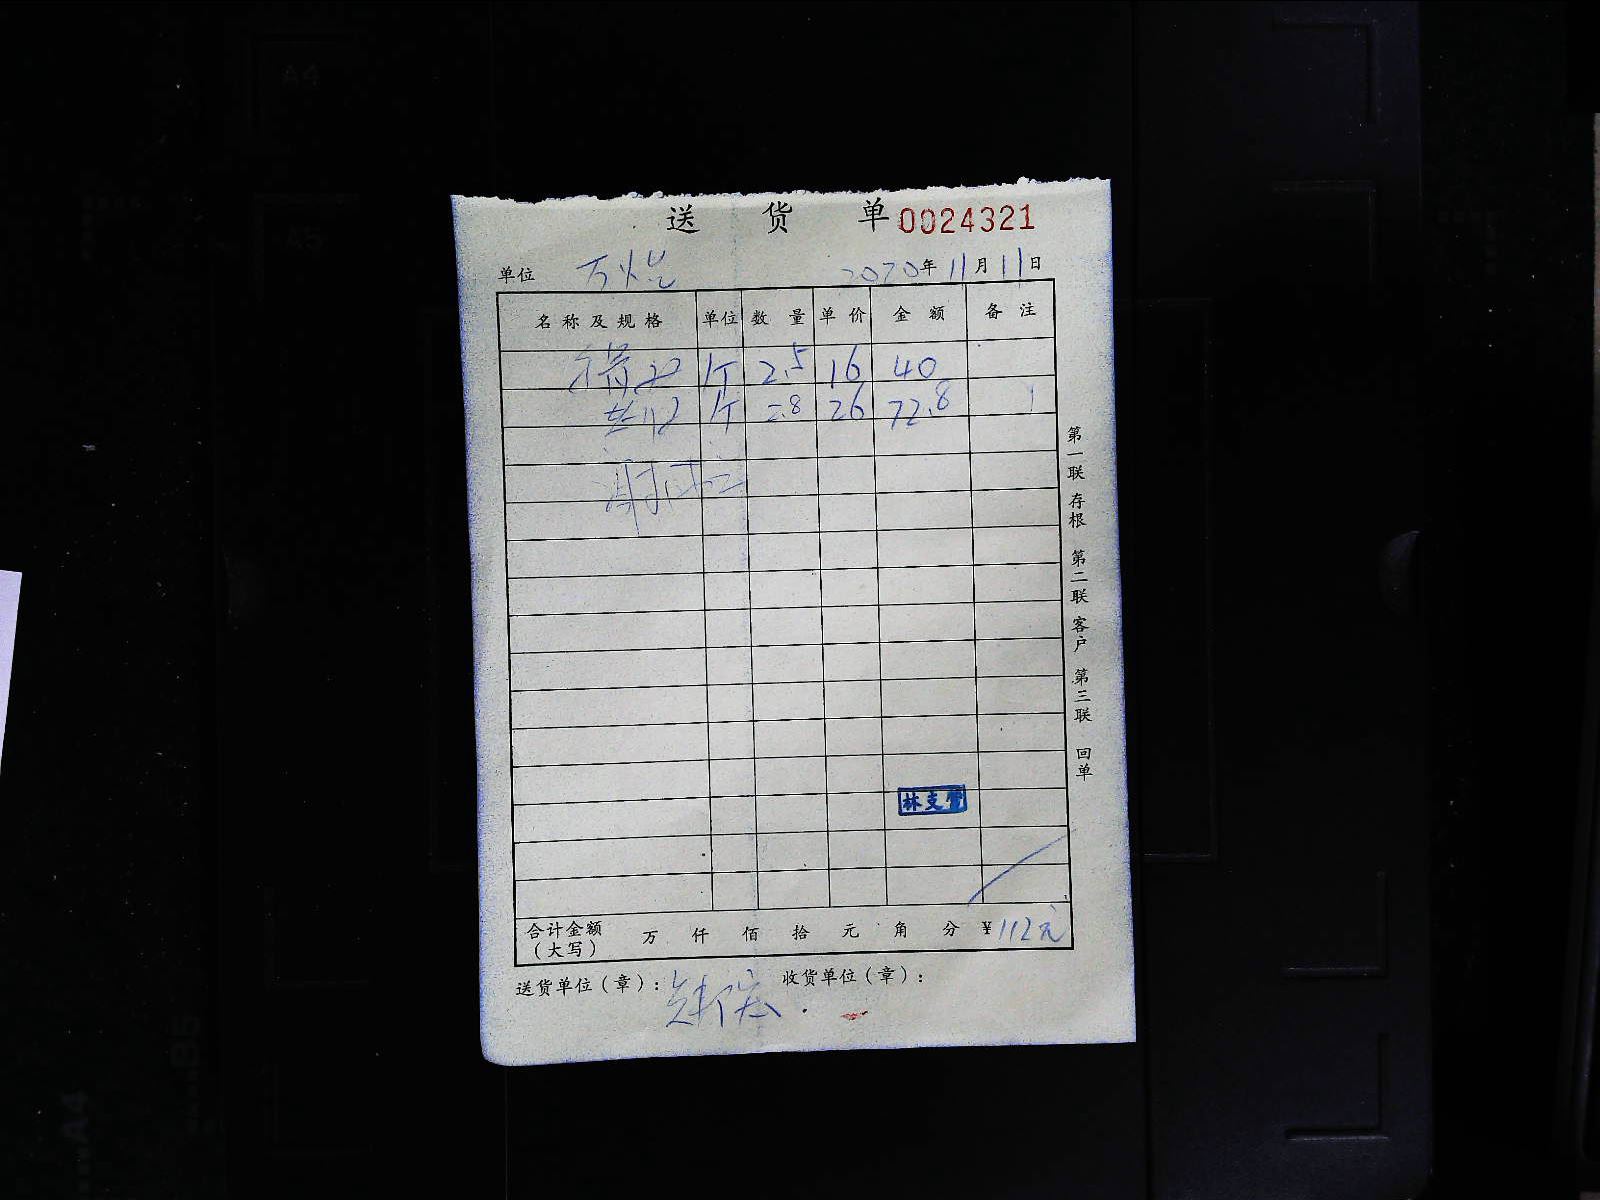 送 货 单 0024321
单位 万恺 2020年11月11日
名称及规格 单位 数量 单价 金额 备注
斤 2.5 16 40
斤 2.8 26 72.8
林支
合计金额(大写) 万 仟 佰 拾 元 角 分 ¥112元
送货单位(章): 收货单位(章):
第一联 存根 第二联 客户 第三联 回单